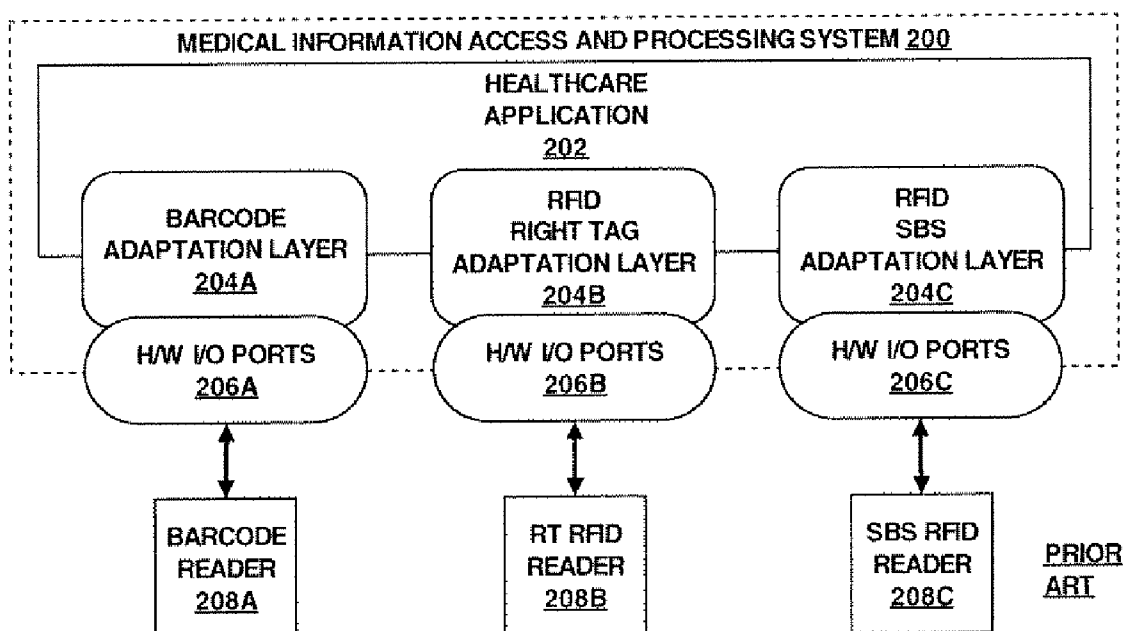 MEDICAL INFORMATION ACCESS AND PROCESSING SYSTEM 200
HEALTHCARE
APPLICATION
202
BARCODE
ADAPTATION LAYER
204A
RFID
RIGHT TAG
ADAPTATION LAYER
204B
RFID
SBS
ADAPTATION LAYER
204C
H/W I/O PORTS
206A
H/W I/O PORTS
206B
H/W I/O PORTS
206C
BARCODE
READER
208A
RT RFID
READER
208B
SBS RFID
READER
208C
PRIOR
ART